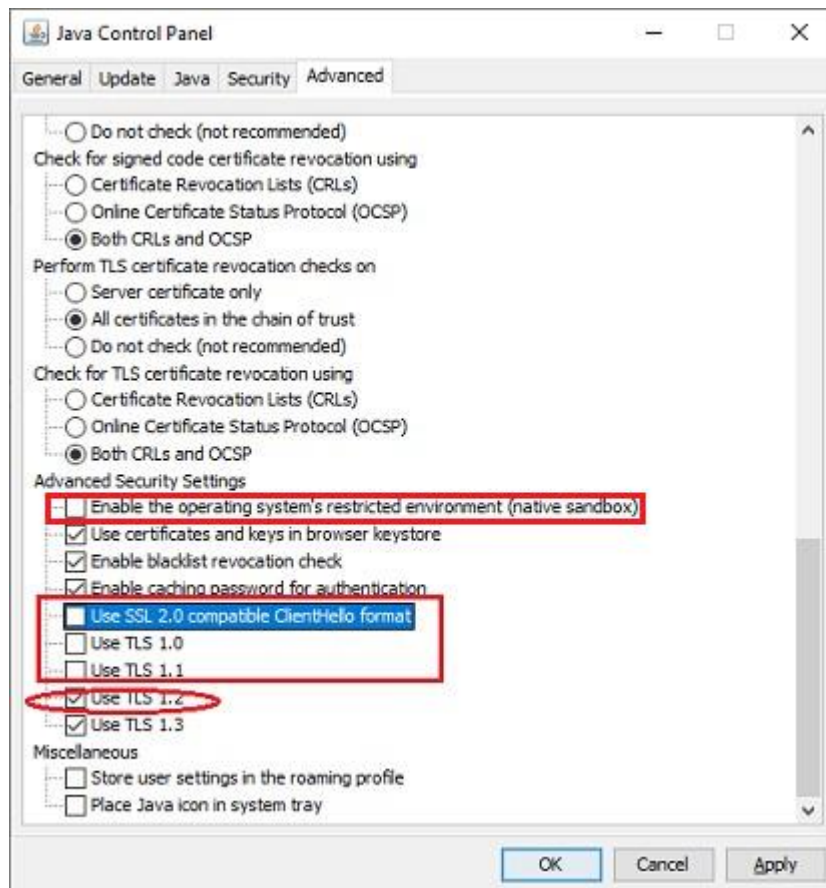 Java Control Panel
General Update Java Security Advanced
Do not check (not recommended)
Check for signed code certificate revocation using
Certificate Revocation Lists (CRLs)
Online Certificate Status Protocol (OCSP)
Both CRLs and OCSP
Perform TLS certificate revocation checks on
Server certificate only
All certificates in the chain of trust
Do not check (not recommended)
Check for TLS certificate revocation using
Certificate Revocation Lists (CRLs)
Online Certificate Status Protocol (OCSP)
Both CRLs and OCSP
Advanced Security Settings
Enable the operating system's restricted environment (native sandbox)
Use certificates and keys in browser keystore
Enable blacklist revocation check
Enable caching password for authentication
Use SSL 2.0 compatible ClientHello format
Use TLS 1.0
Use TLS 1.1
Use TLS 1.2
Use TLS 1.3
Miscellaneous
Store user settings in the roaming profile
Place Java icon in system tray
OK Cancel Apply